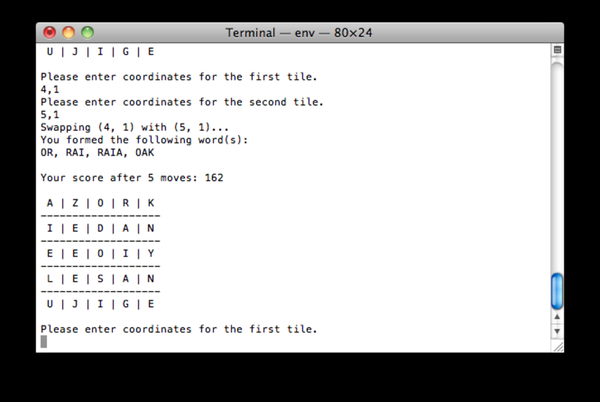 Terminal — env — 80×24
U | J | I | G | E
Please enter coordinates for the first tile.
4,1
Please enter coordinates for the second tile.
5,1
Swapping (4, 1) with (5, 1)...
You formed the following word(s):
OR, RAI, RAIA, OAK
Your score after 5 moves: 162
A | Z | O | R | K
-------------------
I | E | D | A | N
-------------------
E | E | O | I | Y
-------------------
L | E | S | A | N
-------------------
U | J | I | G | E
Please enter coordinates for the first tile.